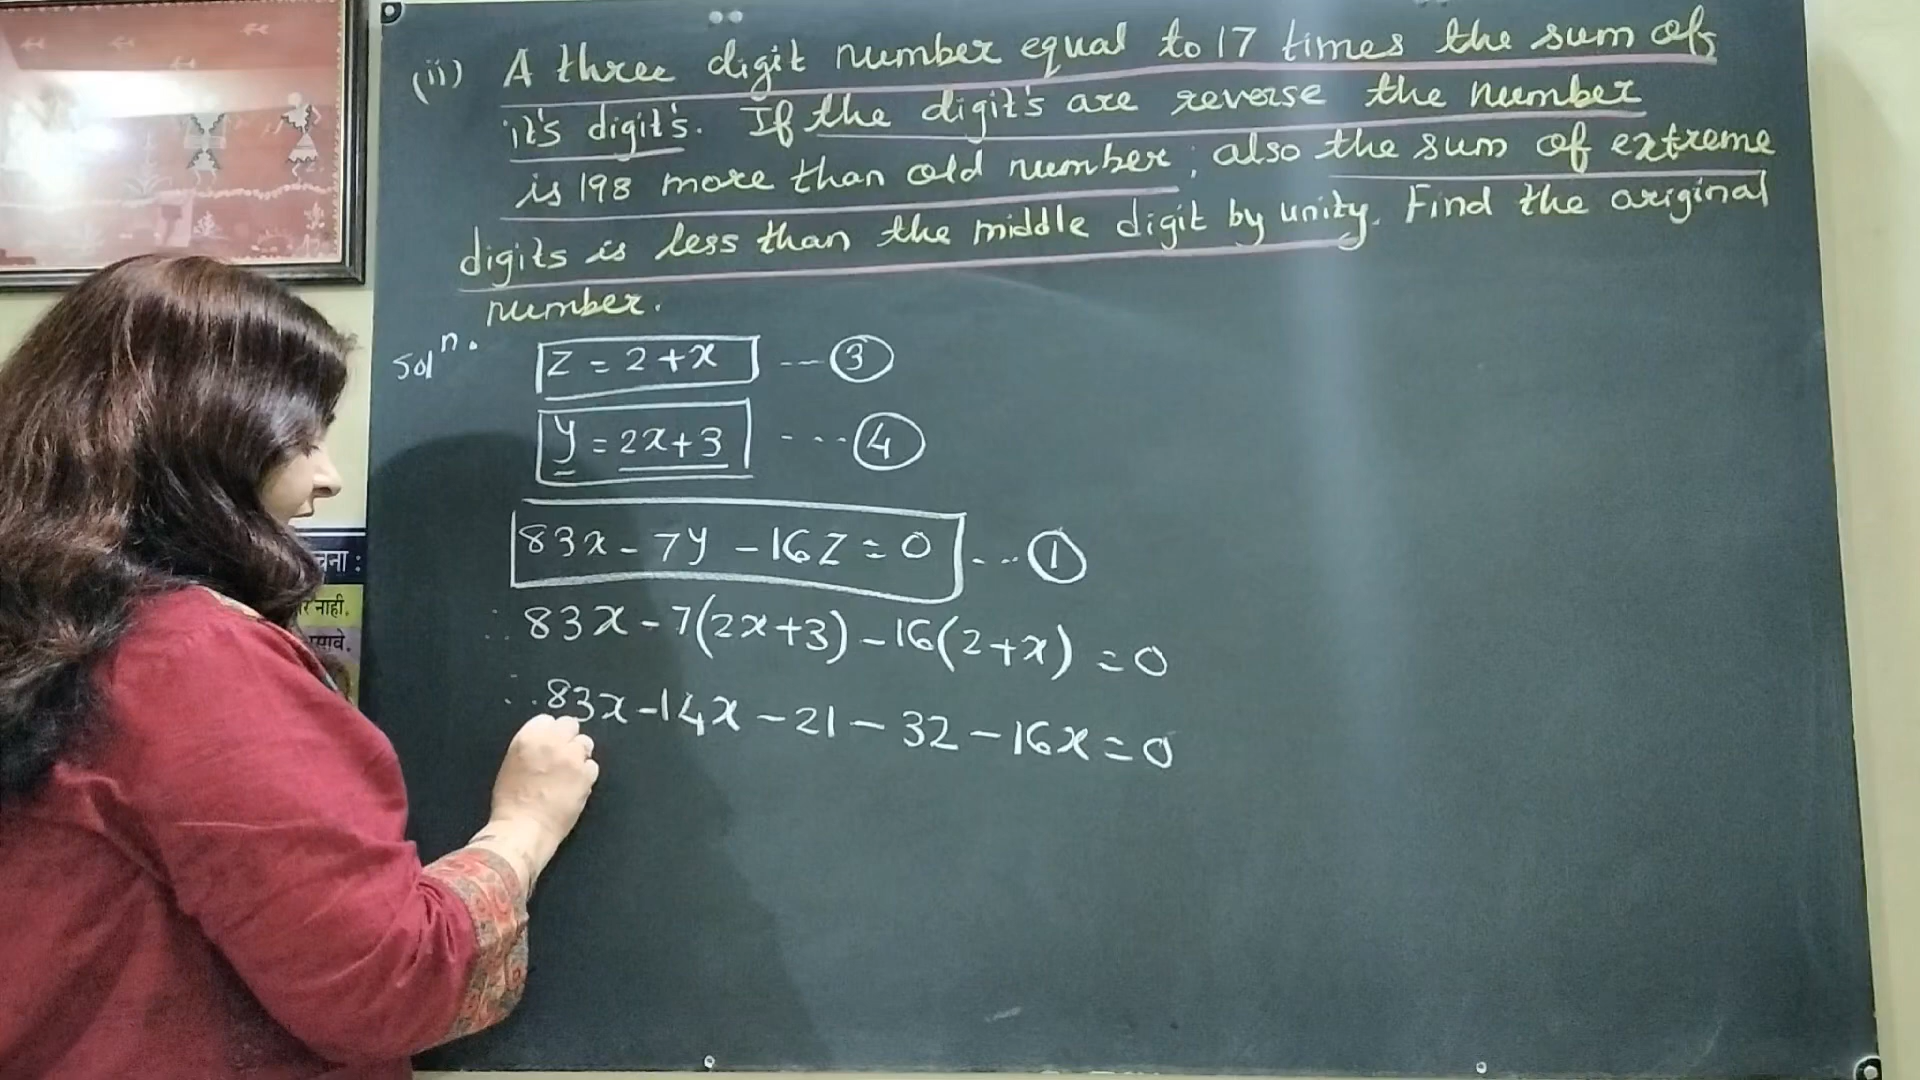 (ii) A three digit number equal to 17 times the sum of
it's digit's. If the digit's are reverse the number
is 198 more than old number; also the sum of extreme
digits is less than the middle digit by unity. Find the original
number.
Solⁿ.
z = 2 + x --- ③
y = 2x + 3 ---- ④
83x - 7y - 16z = 0 --- ①
∴ 83x - 7(2x+3) - 16(2+x) = 0
∴ 83x - 14x - 21 - 32 - 16x = 0
चना :
नाही.